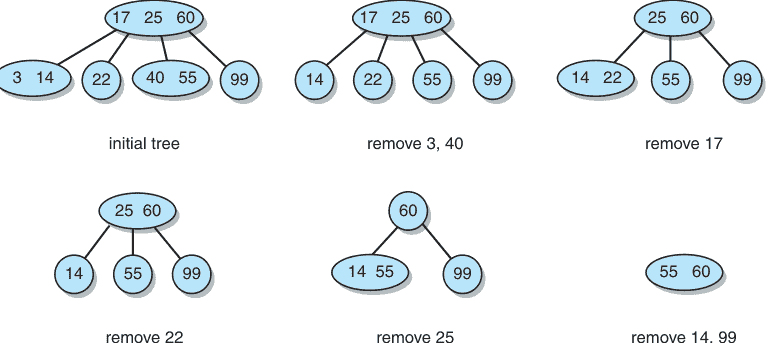 17 25 60
3 14
22
40 55
99
initial tree
17 25 60
14
22
55
99
remove 3, 40
25 60
14 22
55
99
remove 17
25 60
14
55
99
remove 22
60
14 55
99
remove 25
55 60
remove 14, 99